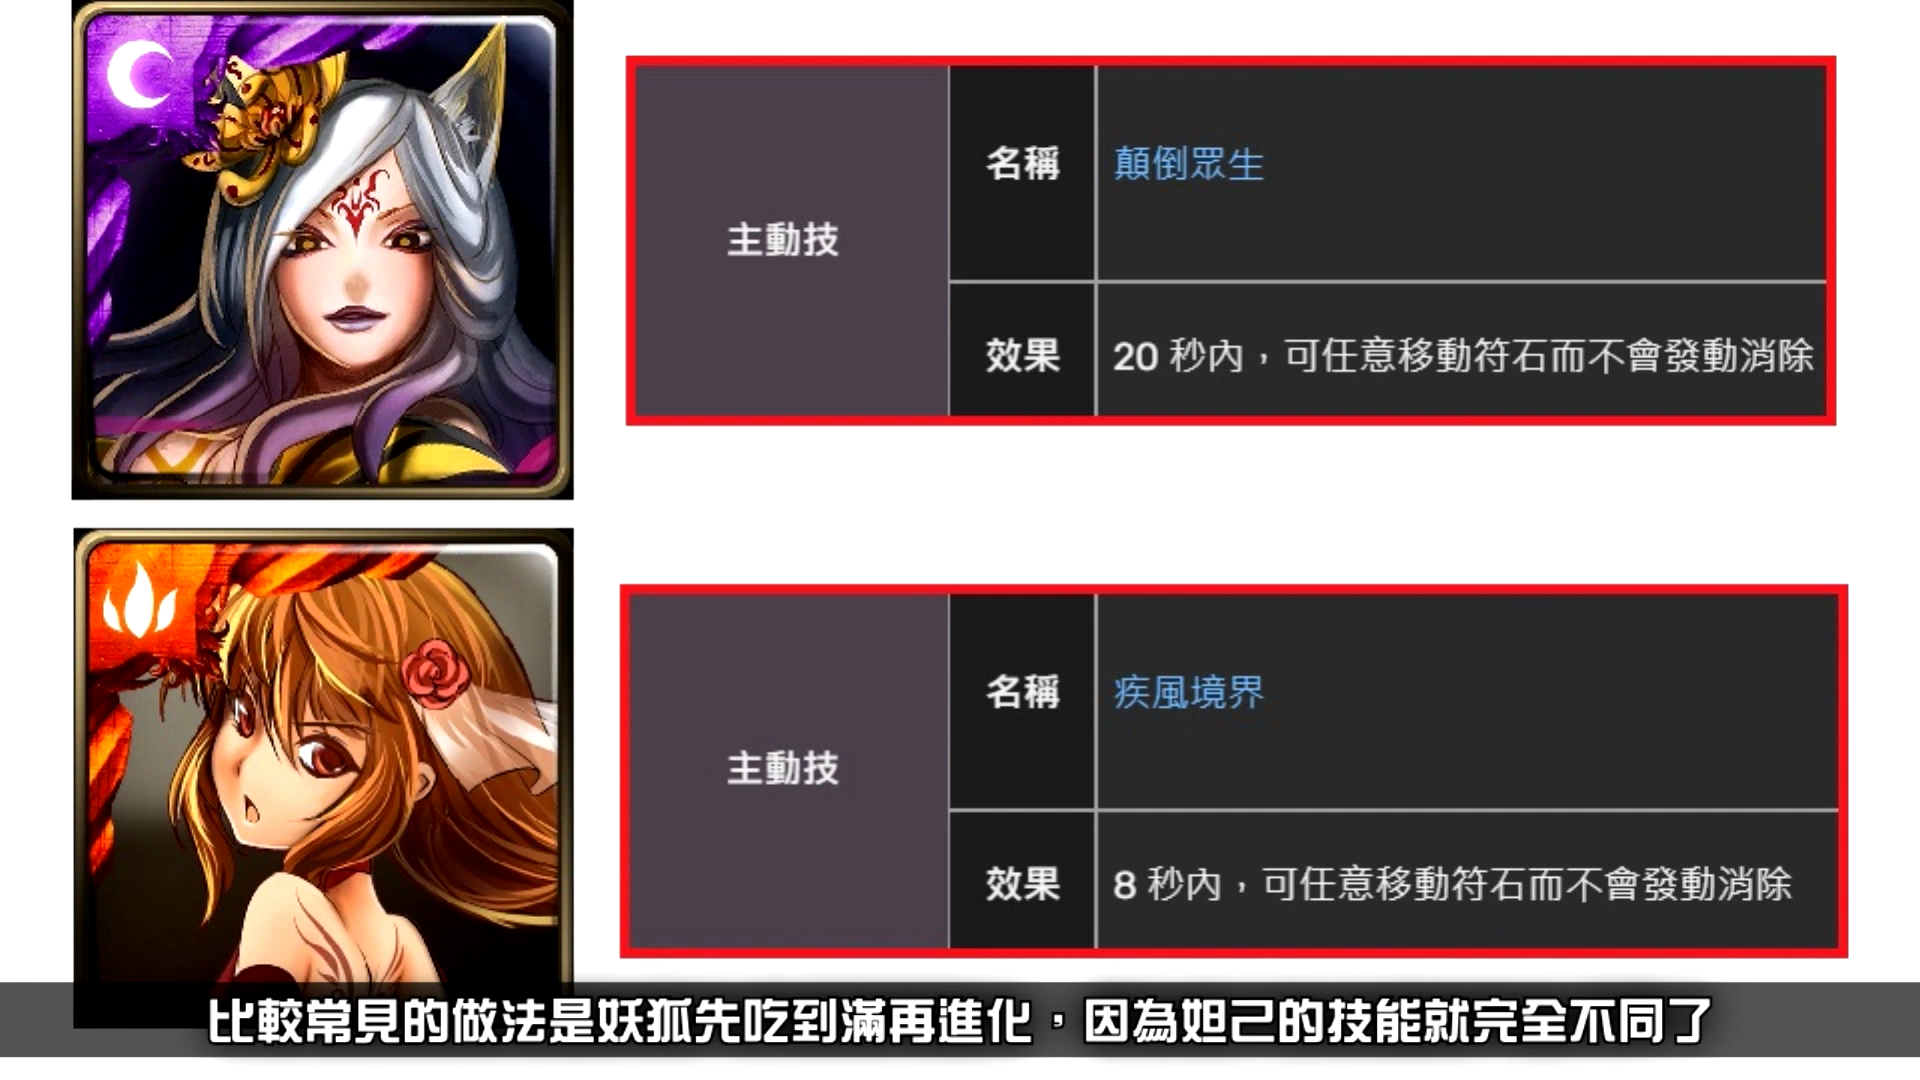 主動技
名稱
顛倒眾生
效果
20 秒內，可任意移動符石而不會發動消除
主動技
名稱
疾風境界
效果
8 秒內，可任意移動符石而不會發動消除
比較常見的做法是妖狐先吃到滿再進化，因為妲己的技能就完全不同了